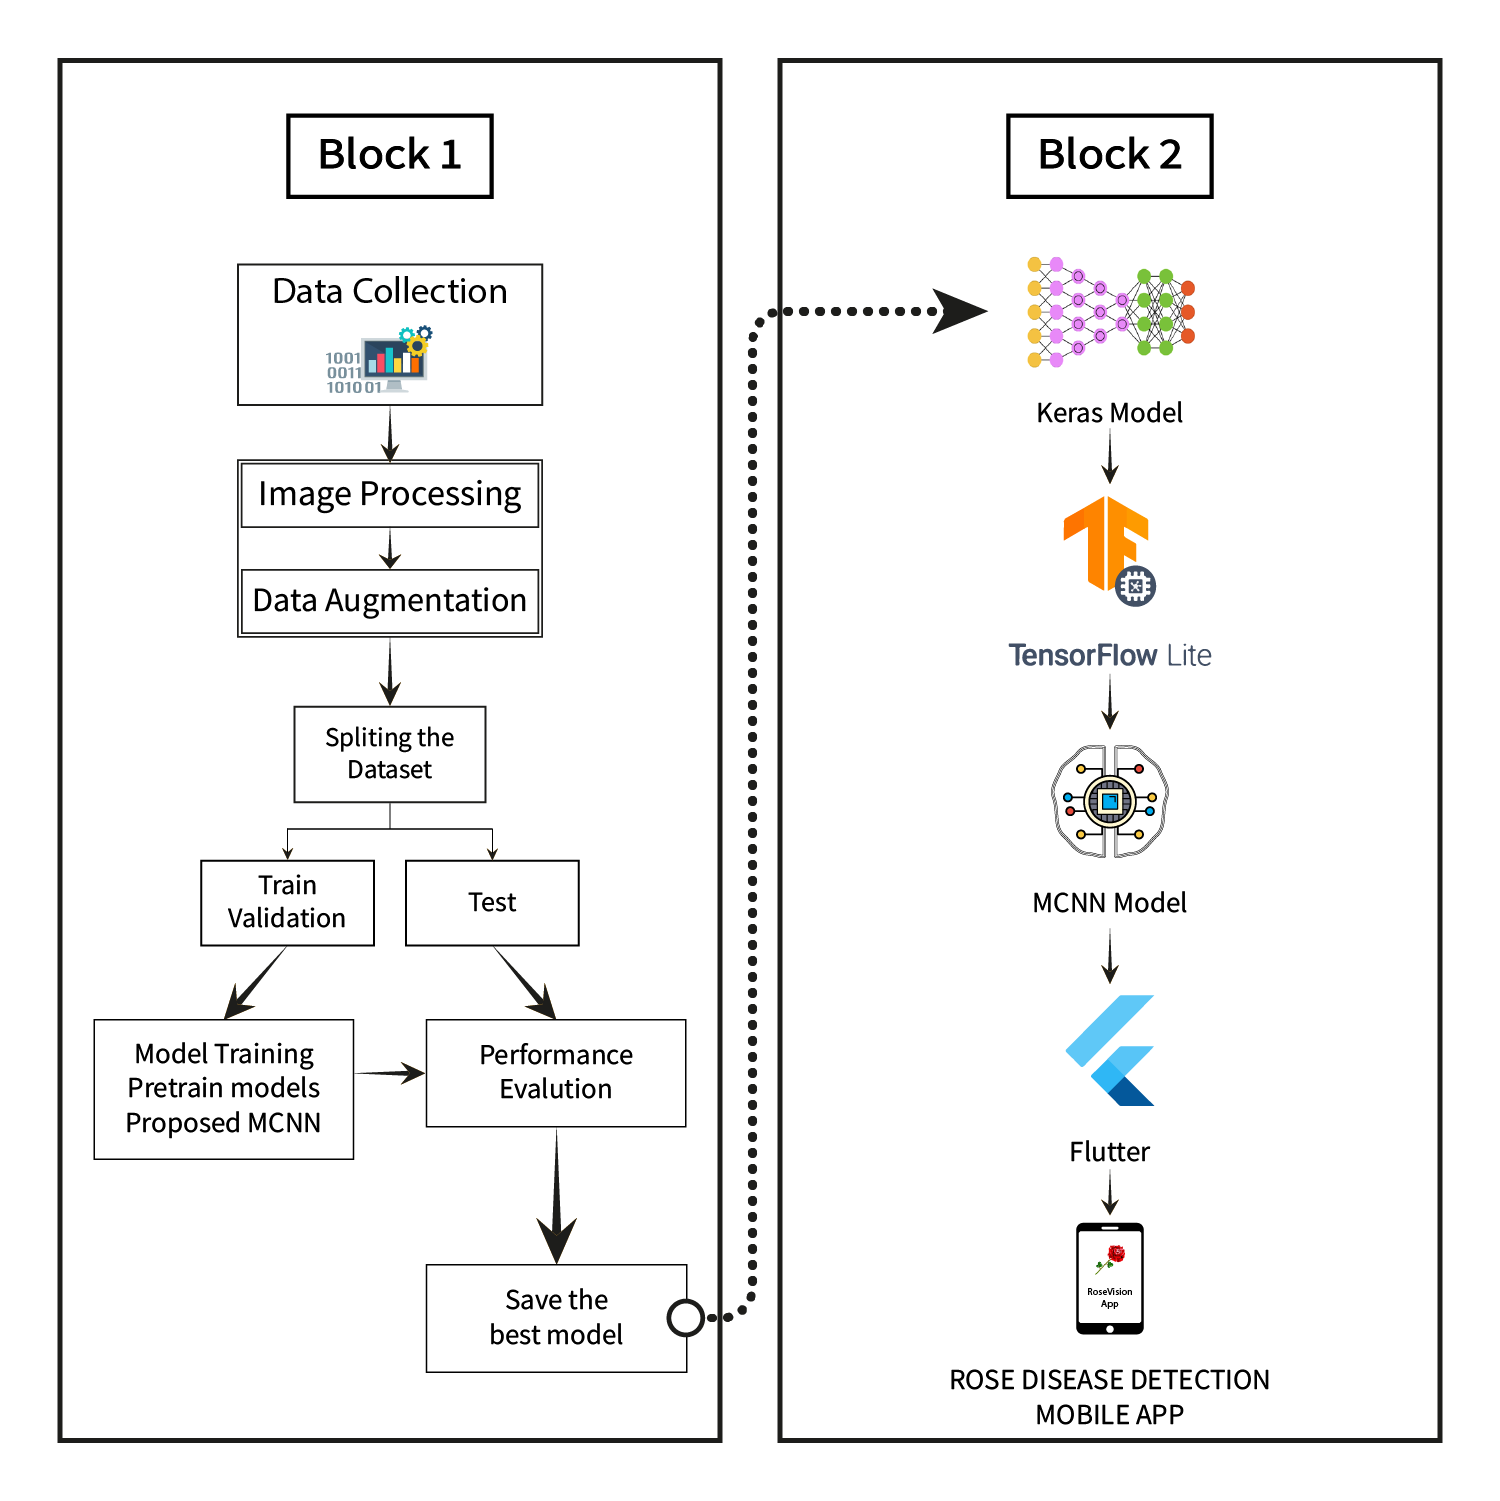 Block 1
Data Collection
1001
0011
10100 1
Image Processing
Data Augmentation
Spliting the
Dataset
Train
Validation
Test
Model Training
Pretrain models
Proposed MCNN
Performance
Evalution
Save the
best model
Block 2
Keras Model
TensorFlow Lite
MCNN Model
Flutter
RoseVision
App
ROSE DISEASE DETECTION
MOBILE APP